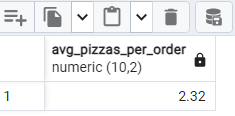 avg_pizzas_per_order
numeric (10,2)
1 2.32